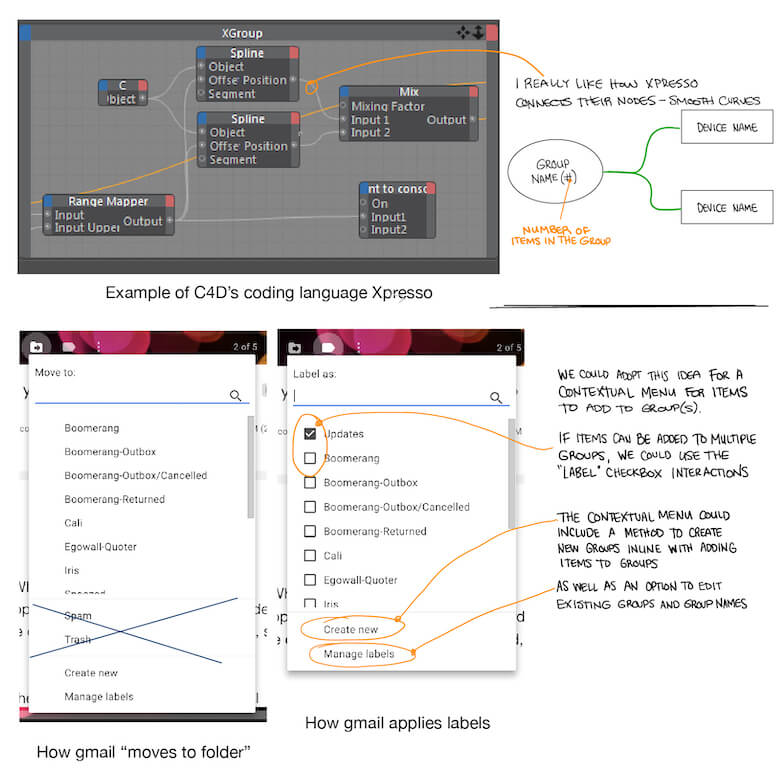 XGroup
Spline
Object
Offset Position
Segment
C
Object
Mix
Mixing Factor
Input 1
Output
Input 2
Spline
Object
Offset Position
Segment
Range Mapper
Input
Output
Input Upper
nt to consc
On
Input1
Input2
I REALLY LIKE HOW XPRESSO
CONNECTS THEIR NODES - SMOOTH CURVES
DEVICE NAME
GROUP
NAME (#)
DEVICE NAME
NUMBER OF
ITEMS IN THE GROUP
Example of C4D's coding language Xpresso
2 of 5
Move to:
Boomerang
Boomerang-Outbox
Boomerang-Outbox/Cancelled
Boomerang-Returned
Cali
Egowall-Quoter
Iris
Snoozed
Spam
Trash
Create new
Manage labels
How gmail "moves to folder"
2 of 5
Label as:
Updates
Boomerang
Boomerang-Outbox
Boomerang-Outbox/Cancelled
Boomerang-Returned
Cali
Egowall-Quoter
Iris
Create new
Manage labels
How gmail applies labels
WE COULD ADOPT THIS IDEA FOR A
CONTEXTUAL MENU FOR ITEMS
TO ADD TO GROUP(S).
IF ITEMS CAN BE ADDED TO MULTIPLE
GROUPS, WE COULD USE THE
"LABEL" CHECKBOX INTERACTIONS
THE CONTEXTUAL MENU COULD
INCLUDE A METHOD TO CREATE
NEW GROUPS INLINE WITH ADDING
ITEMS TO GROUPS
AS WELL AS AN OPTION TO EDIT
EXISTING GROUPS AND GROUP NAMES